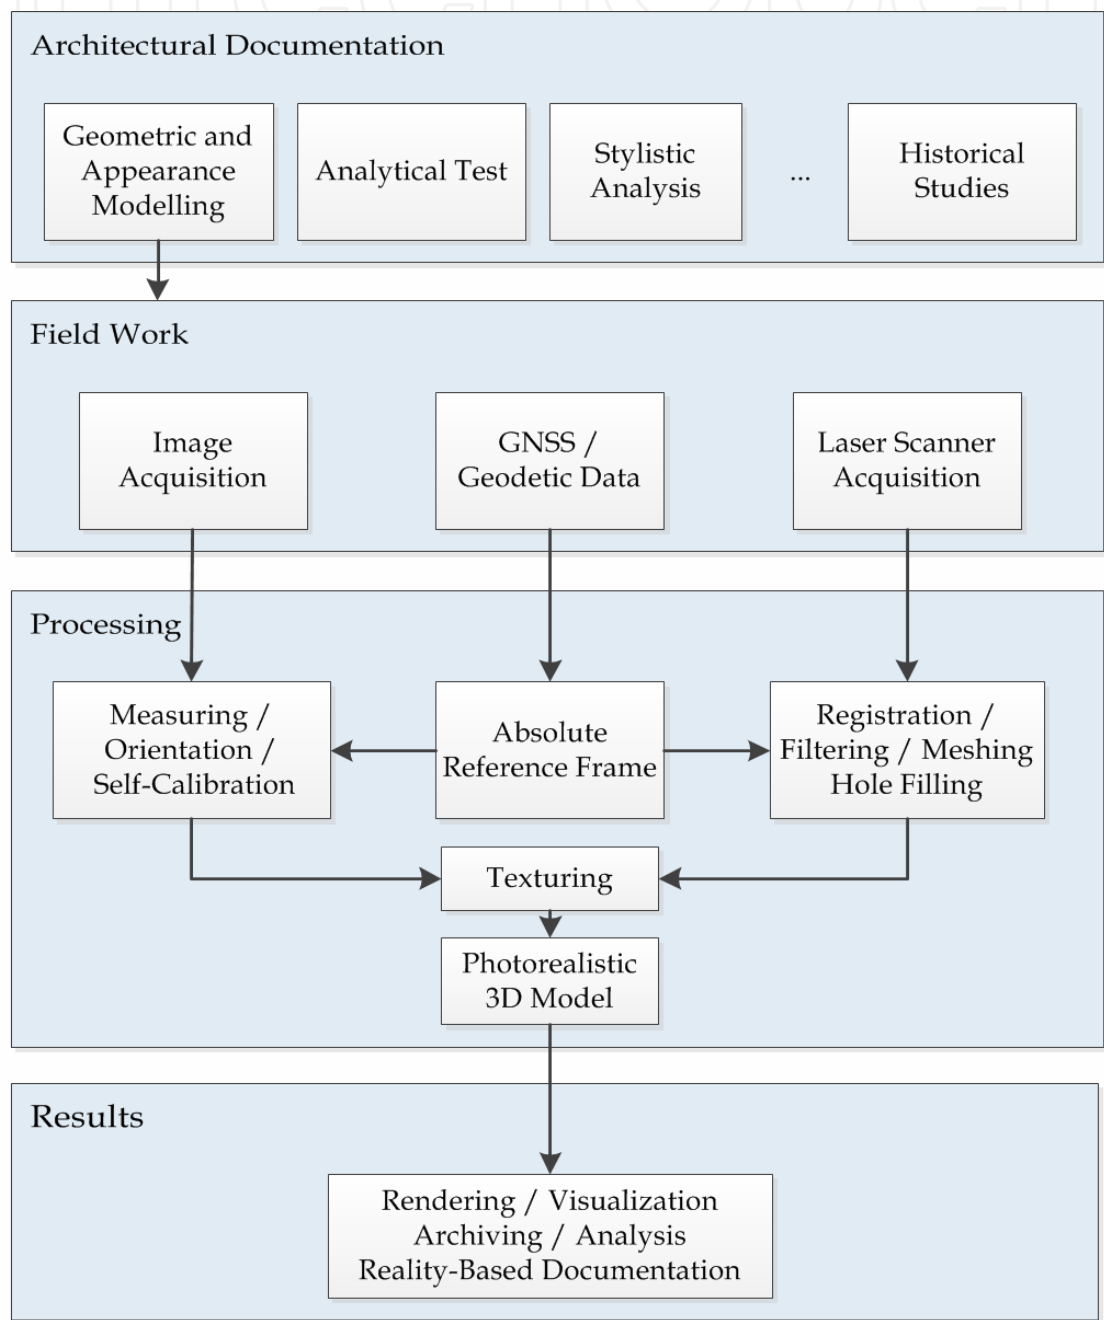 Architectural Documentation
Geometric and
Appearance
Modelling
Analytical Test
Stylistic
Analysis
...
Historical
Studies
Field Work
Image
Acquisition
GNSS /
Geodetic Data
Laser Scanner
Acquisition
Processing
Measuring /
Orientation /
Self-Calibration
Absolute
Reference Frame
Registration /
Filtering / Meshing
Hole Filling
Texturing
Photorealistic
3D Model
Results
Rendering / Visualization
Archiving / Analysis
Reality-Based Documentation